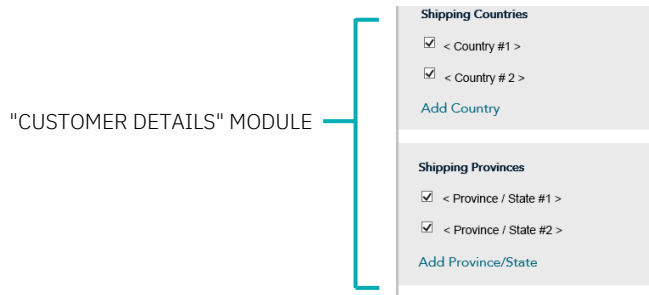 Shipping Countries
< Country #1 >
< Country # 2 >
Add Country
"CUSTOMER DETAILS" MODULE
Shipping Provinces
< Province / State #1 >
< Province / State #2 >
Add Province/State